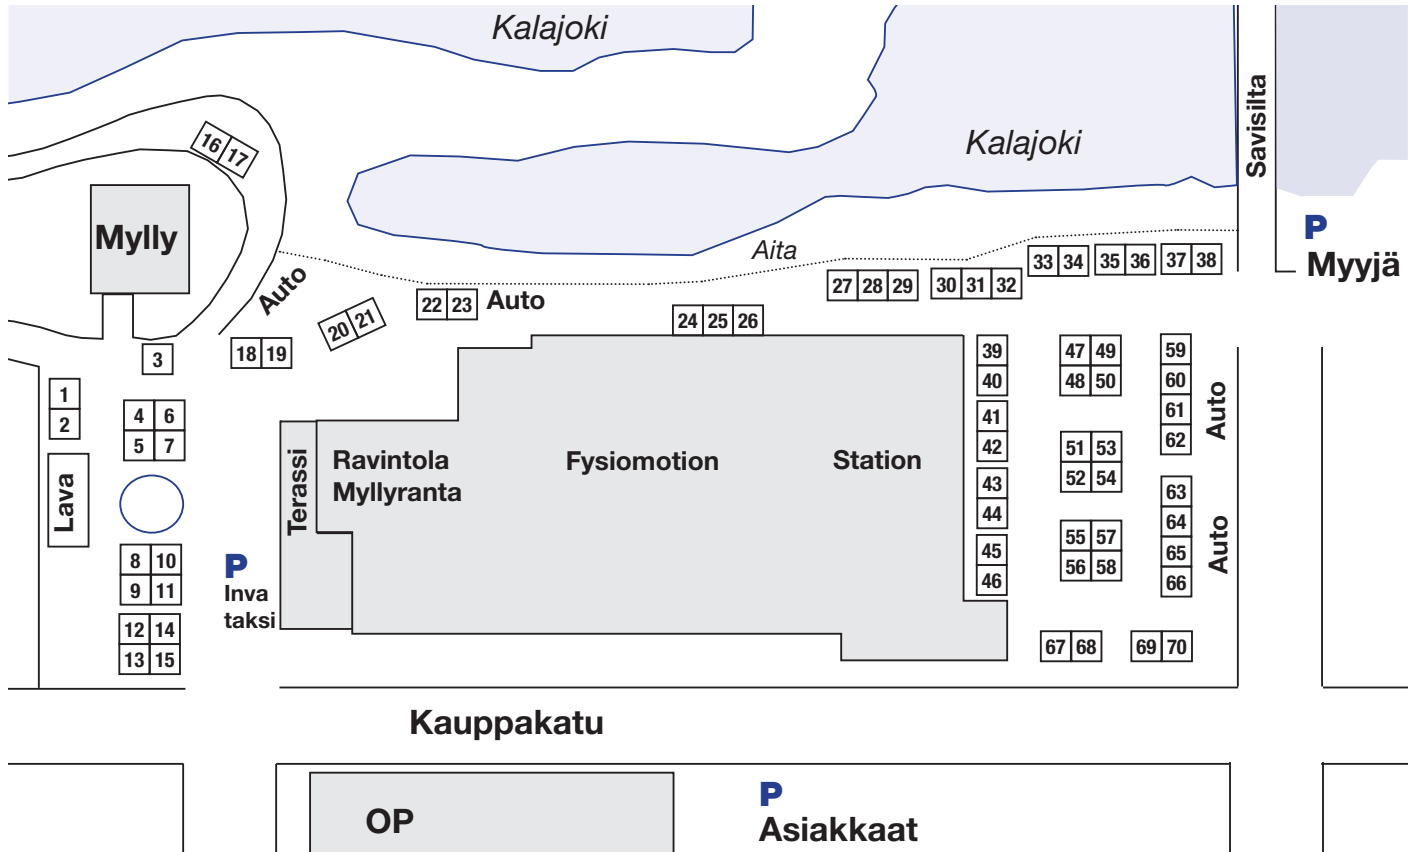 Kalajoki
Kalajoki
Savisilta
16 17
Mylly
P
Myyjä
Aita
Auto
Auto
33 34
35 36
37 38
27 28 29
30 31 32
22 23
20 21
24 25 26
18 19
3
1
2
4 6
5 7
39
40
41
42
43
44
45
46
47 49
48 50
51 53
52 54
55 57
56 58
59
60
61
62
Auto
63
64
65
66
Auto
Lava
Terassi
Ravintola
Myllyranta
Fysiomotion
Station
8 10
9 11
12 14
13 15
P
Inva
taksi
67 68
69 70
Kauppakatu
OP
P
Asiakkaat